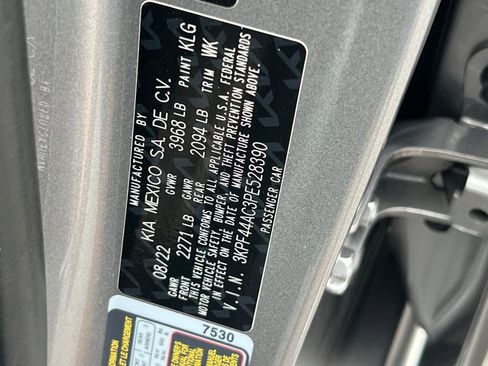 MANUFACTURED BY
KIA MEXICO S.A. DE C.V.
08/22 GVWR 3968 LB PAINT KLG
GAWR FRONT 2271 LB GAWR REAR 2094 LB TRIM WK
THIS VEHICLE CONFORMS TO ALL APPLICABLE U.S.A. FEDERAL
MOTOR VEHICLE SAFETY, BUMPER, AND THEFT PREVENTION STANDARDS
IN EFFECT ON THE DATE OF MANUFACTURE SHOWN ABOVE.
V.I.N. 3KPF44AC3PE528390
PASSENGER CAR
7530